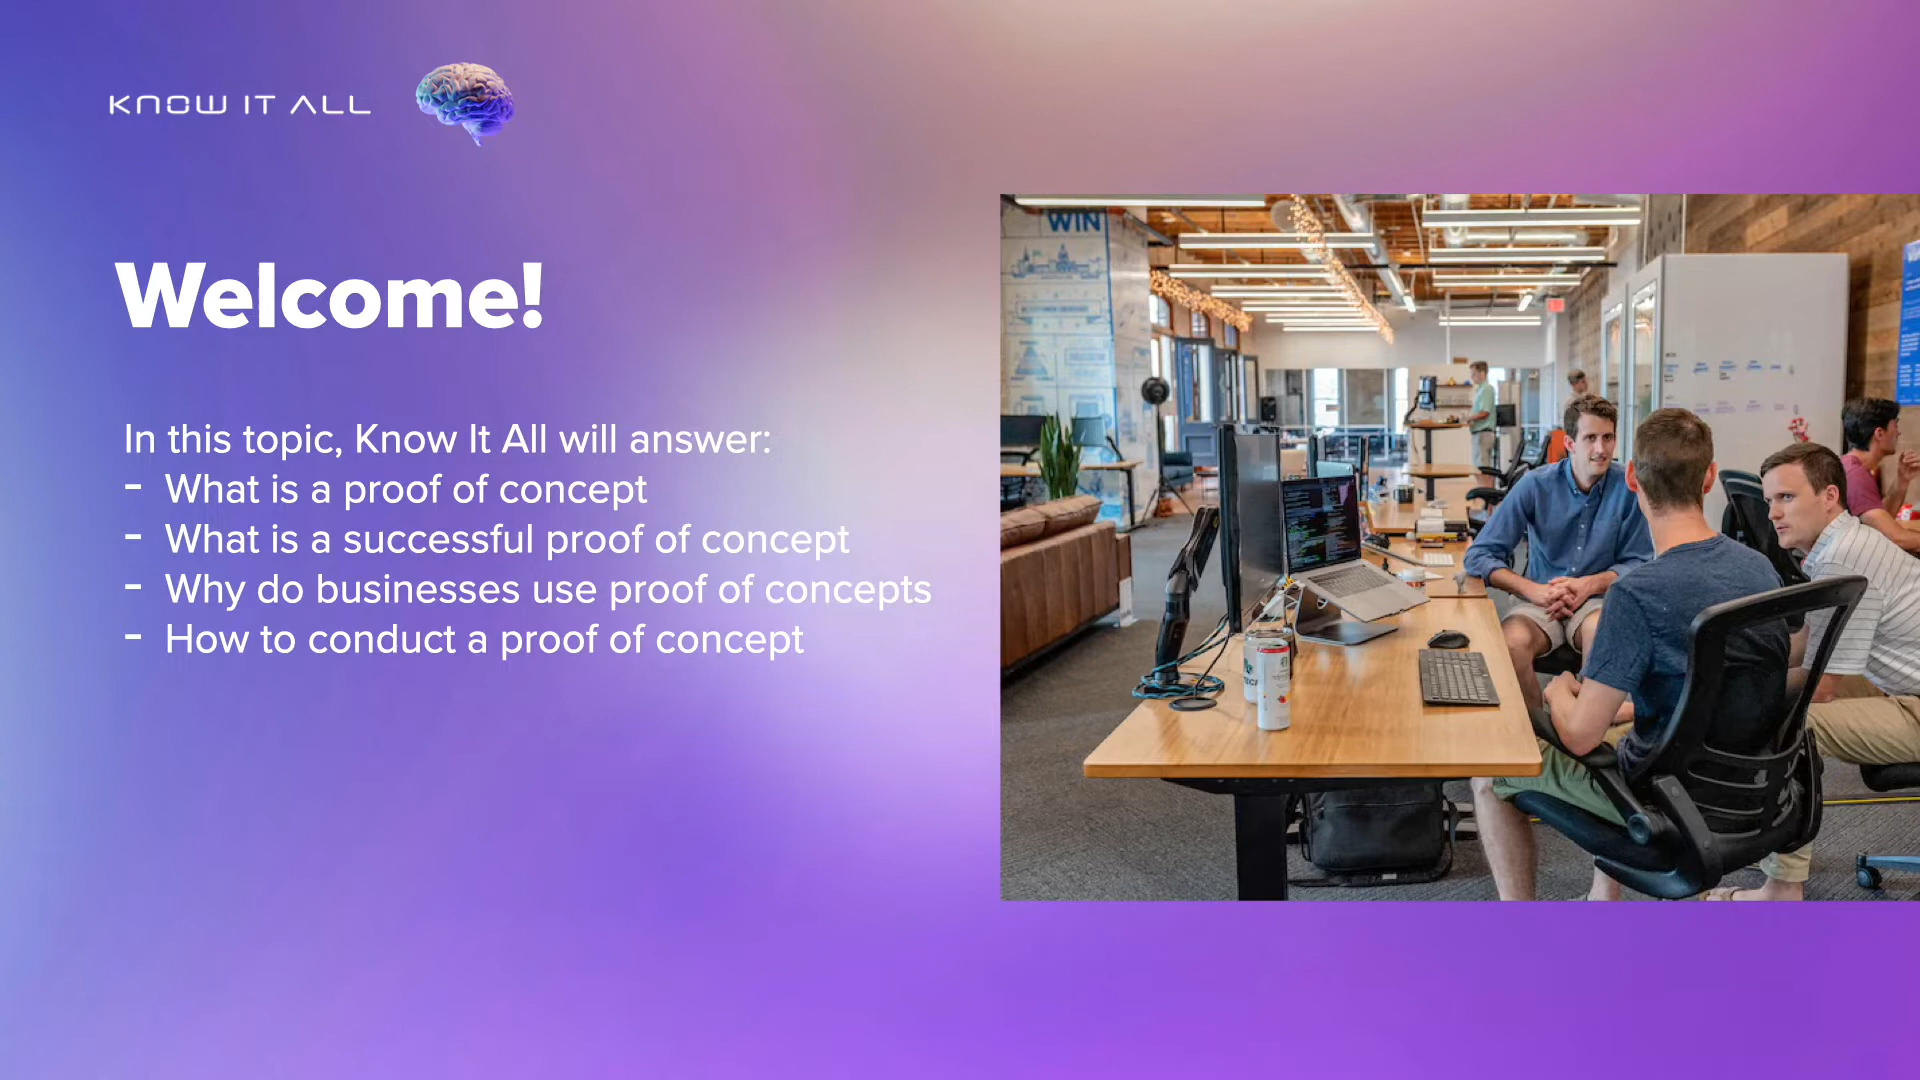 KNOW IT ALL
Welcome!
In this topic, Know It All will answer:
- What is a proof of concept
- What is a successful proof of concept
- Why do businesses use proof of concepts
- How to conduct a proof of concept
WIN